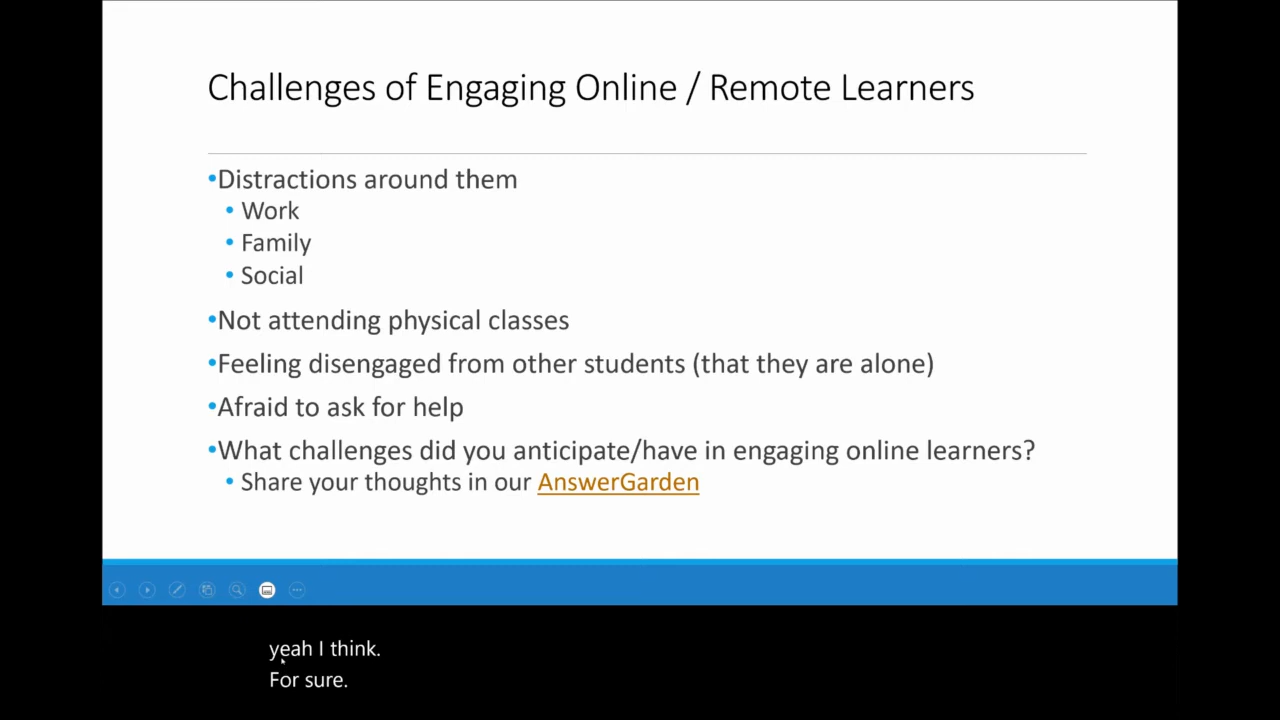 Challenges of Engaging Online / Remote Learners
•Distractions around them
• Work
• Family
• Social
•Not attending physical classes
•Feeling disengaged from other students (that they are alone)
•Afraid to ask for help
•What challenges did you anticipate/have in engaging online learners?
• Share your thoughts in our AnswerGarden
yeah I think.
For sure.